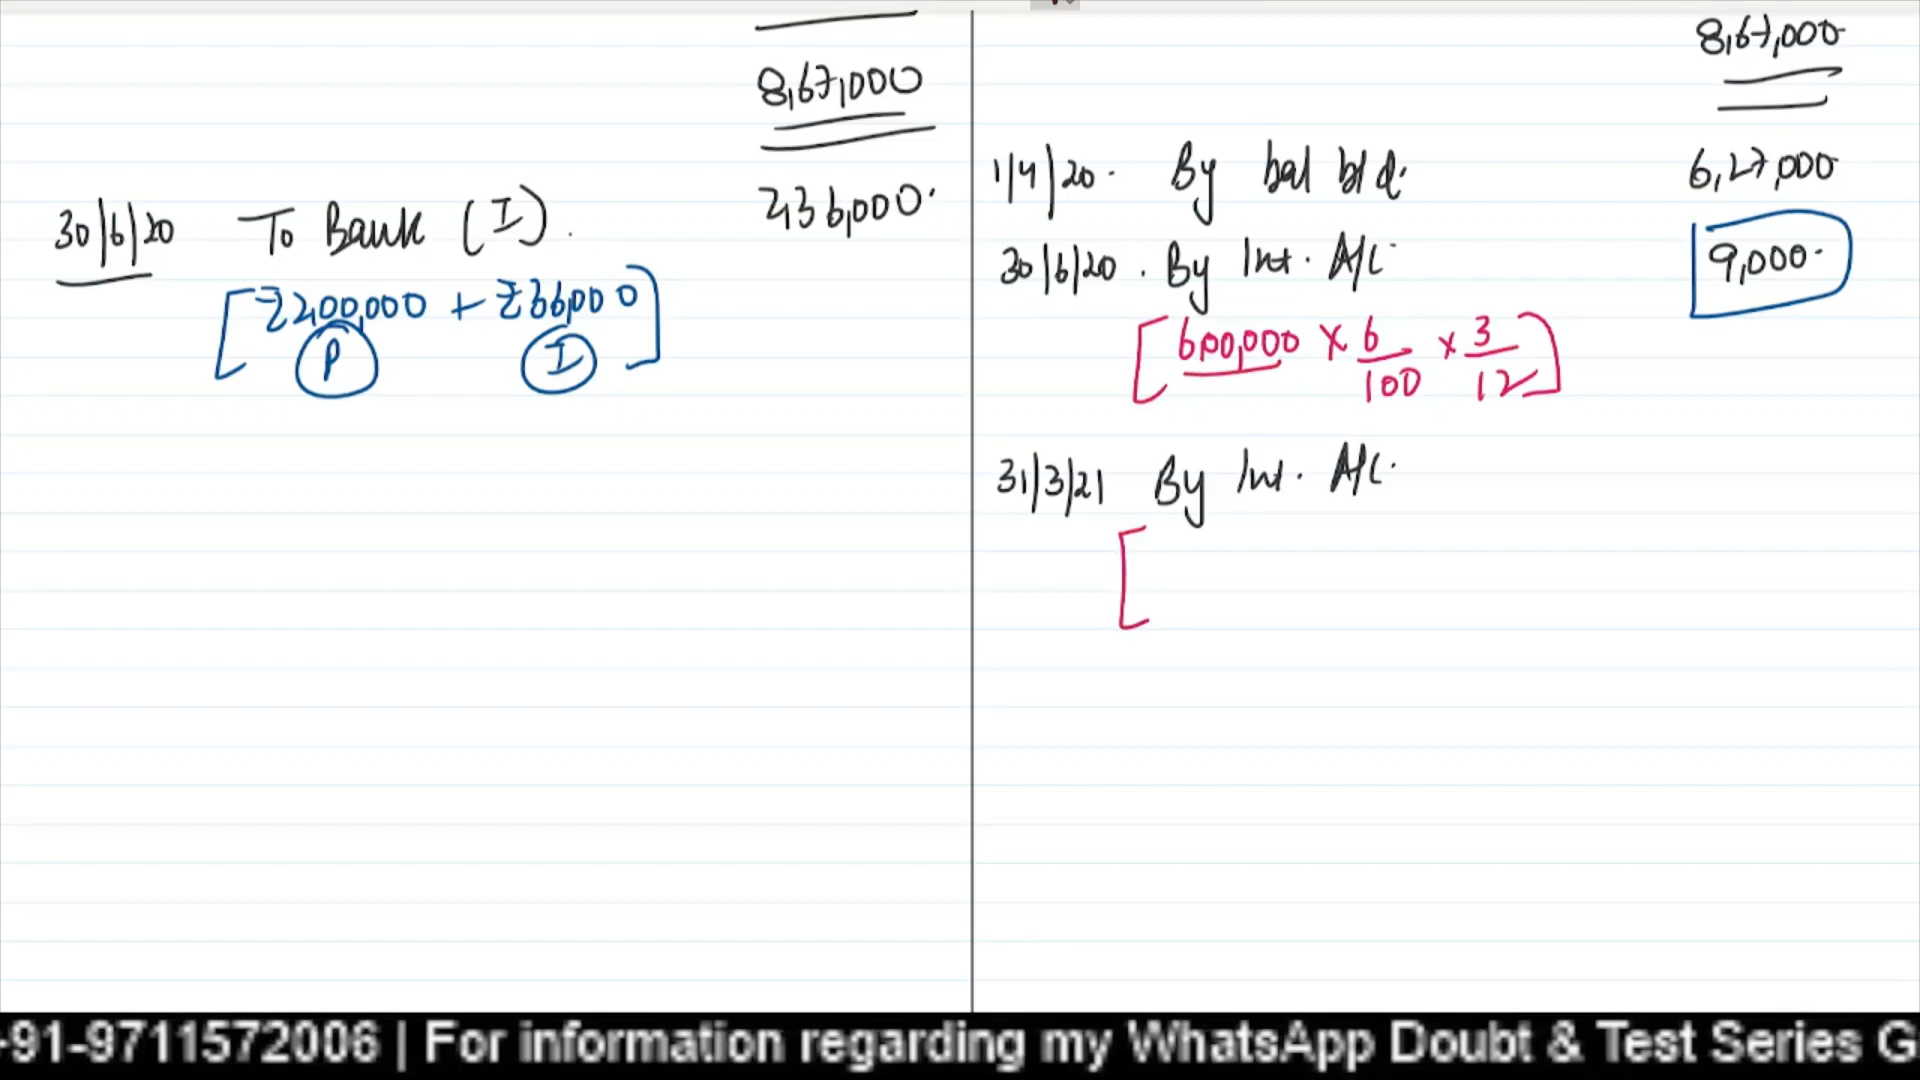 8,67,000
2,36,000.
30/6/20 To Bank (I).
[₹2,00,000 + ₹36,000]
P I
8,67,000
1/4/20. By bal b/d. 6,27,000
30/6/20. By Int. A/c. 9,000.
[6,00,000 × 6/100 × 3/12]
31/3/21 By Int. A/c.
[
+91-9711572006 | For information regarding my WhatsApp Doubt & Test Series G